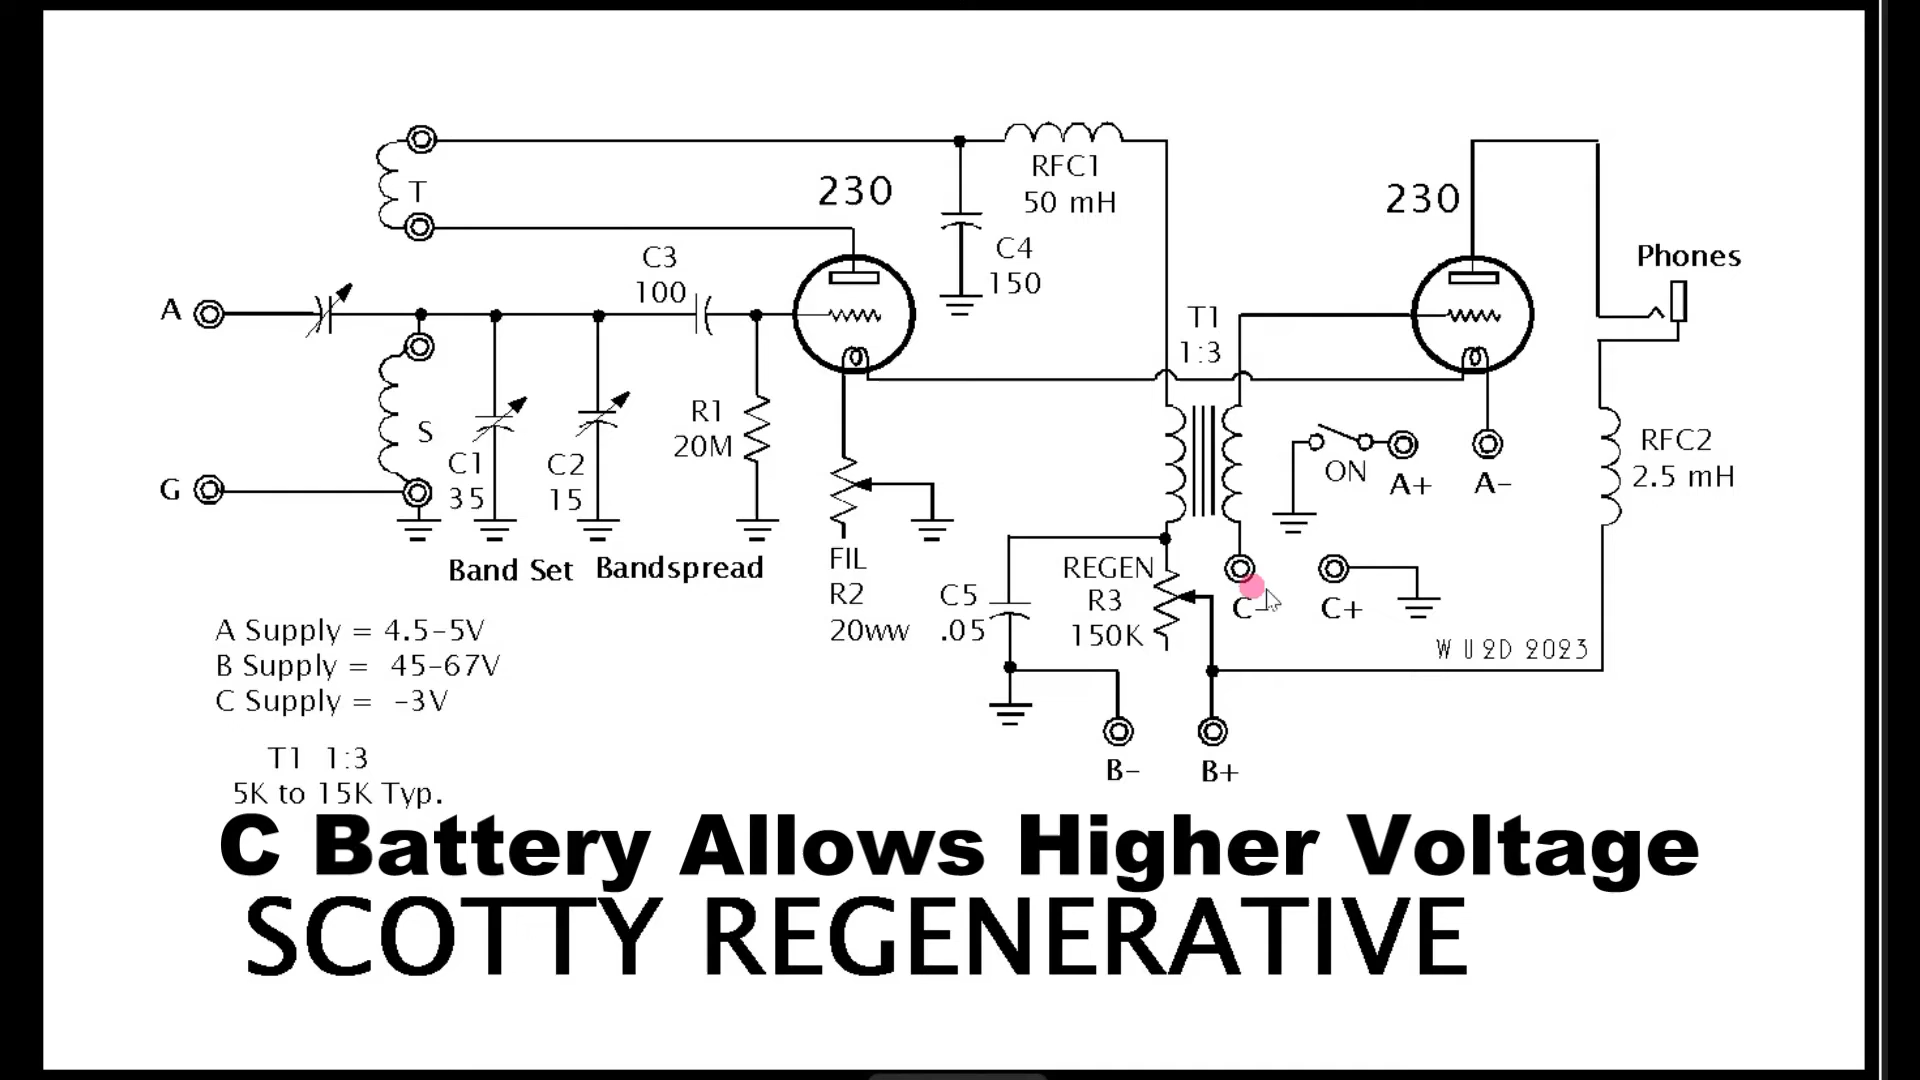 T
230
RFC1
50 mH
230
C3
100
C4
150
Phones
A
T1
1:3
S
R1
20M
C1
35
C2
15
G
ON
A+
A-
RFC2
2.5 mH
Band Set
Bandspread
FIL
R2
20ww
C5
.05
REGEN
R3
150K
C-
C+
WU2D 2023
A Supply = 4.5-5V
B Supply = 45-67V
C Supply = -3V
B-
B+
T1 1:3
5K to 15K Typ.
C Battery Allows Higher Voltage
SCOTTY REGENERATIVE